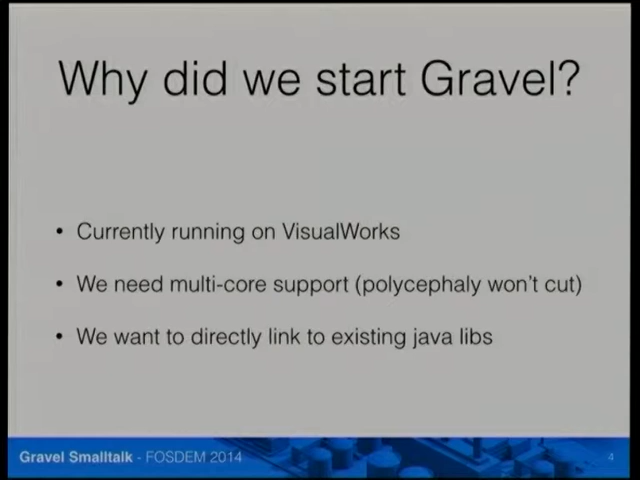 Why did we start Gravel?
• Currently running on VisualWorks
• We need multi-core support (polycephaly won't cut)
• We want to directly link to existing java libs
Gravel Smalltalk - FOSDEM 2014
4